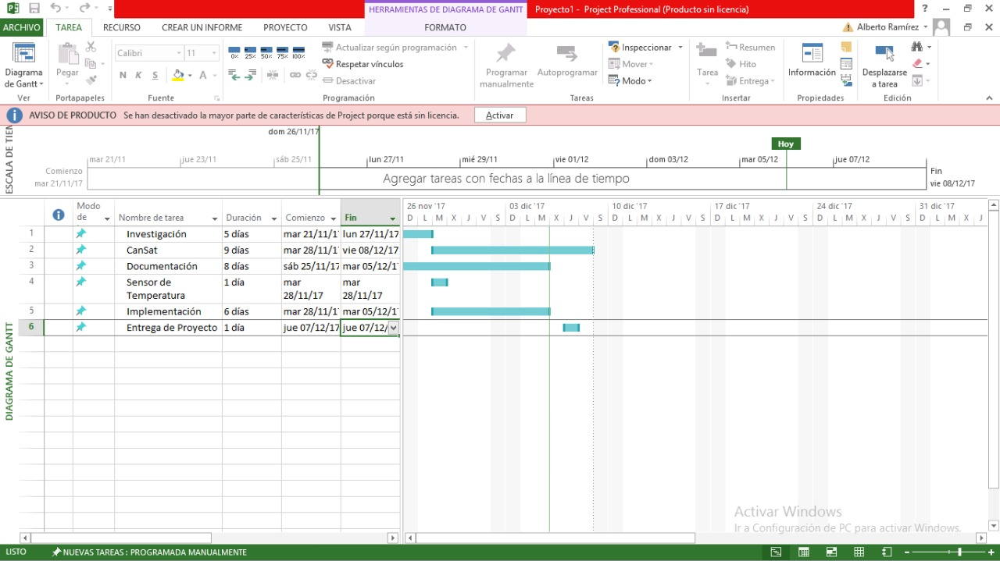 HERRAMIENTAS DE DIAGRAMA DE GANTT Proyecto1 - Project Professional (Producto sin licencia) ?
ARCHIVO TAREA RECURSO CREAR UN INFORME PROYECTO VISTA FORMATO Alberto Ramírez
Calibri 11 0% 25% 50% 75% 100% Actualizar según programación Inspeccionar Resumen
Respetar vínculos Mover Hito
Diagrama de Gantt Pegar N K S A Desactivar Programar manualmente Autoprogramar Modo Tarea Entrega Información Desplazarse a tarea
Ver Portapapeles Fuente Programación Tareas Insertar Propiedades Edición
AVISO DE PRODUCTO Se han desactivado la mayor parte de características de Project porque está sin licencia. Activar
ESCALA DE TIEM
dom 26/11/17
Hoy
mar 21/11 jue 23/11 sáb 25/11 lun 27/11 mié 29/11 vie 01/12 dom 03/12 mar 05/12 jue 07/12
Comienzo
mar 21/11/17
Agregar tareas con fechas a la línea de tiempo
Fin
vie 08/12/17
DIAGRAMA DE GANTT
Modo de Nombre de tarea Duración Comienzo Fin
26 nov '17 03 dic '17 10 dic '17 17 dic '17 24 dic '17 31 dic '17
D L M X J V S D L M X J V S D L M X J V S D L M X J V S D L M X J V S D L M X J
1 Investigación 5 días mar 21/11/1 lun 27/11/17
2 CanSat 9 días mar 28/11/1 vie 08/12/17
3 Documentación 8 días sáb 25/11/17 mar 05/12/1
4 Sensor de Temperatura 1 día mar 28/11/17 mar 28/11/17
5 Implementación 6 días mar 28/11/1 mar 05/12/1
6 Entrega de Proyecto 1 día jue 07/12/17 jue 07/12/
Activar Windows
Ir a Configuración de PC para activar Windows.
LISTO NUEVAS TAREAS : PROGRAMADA MANUALMENTE